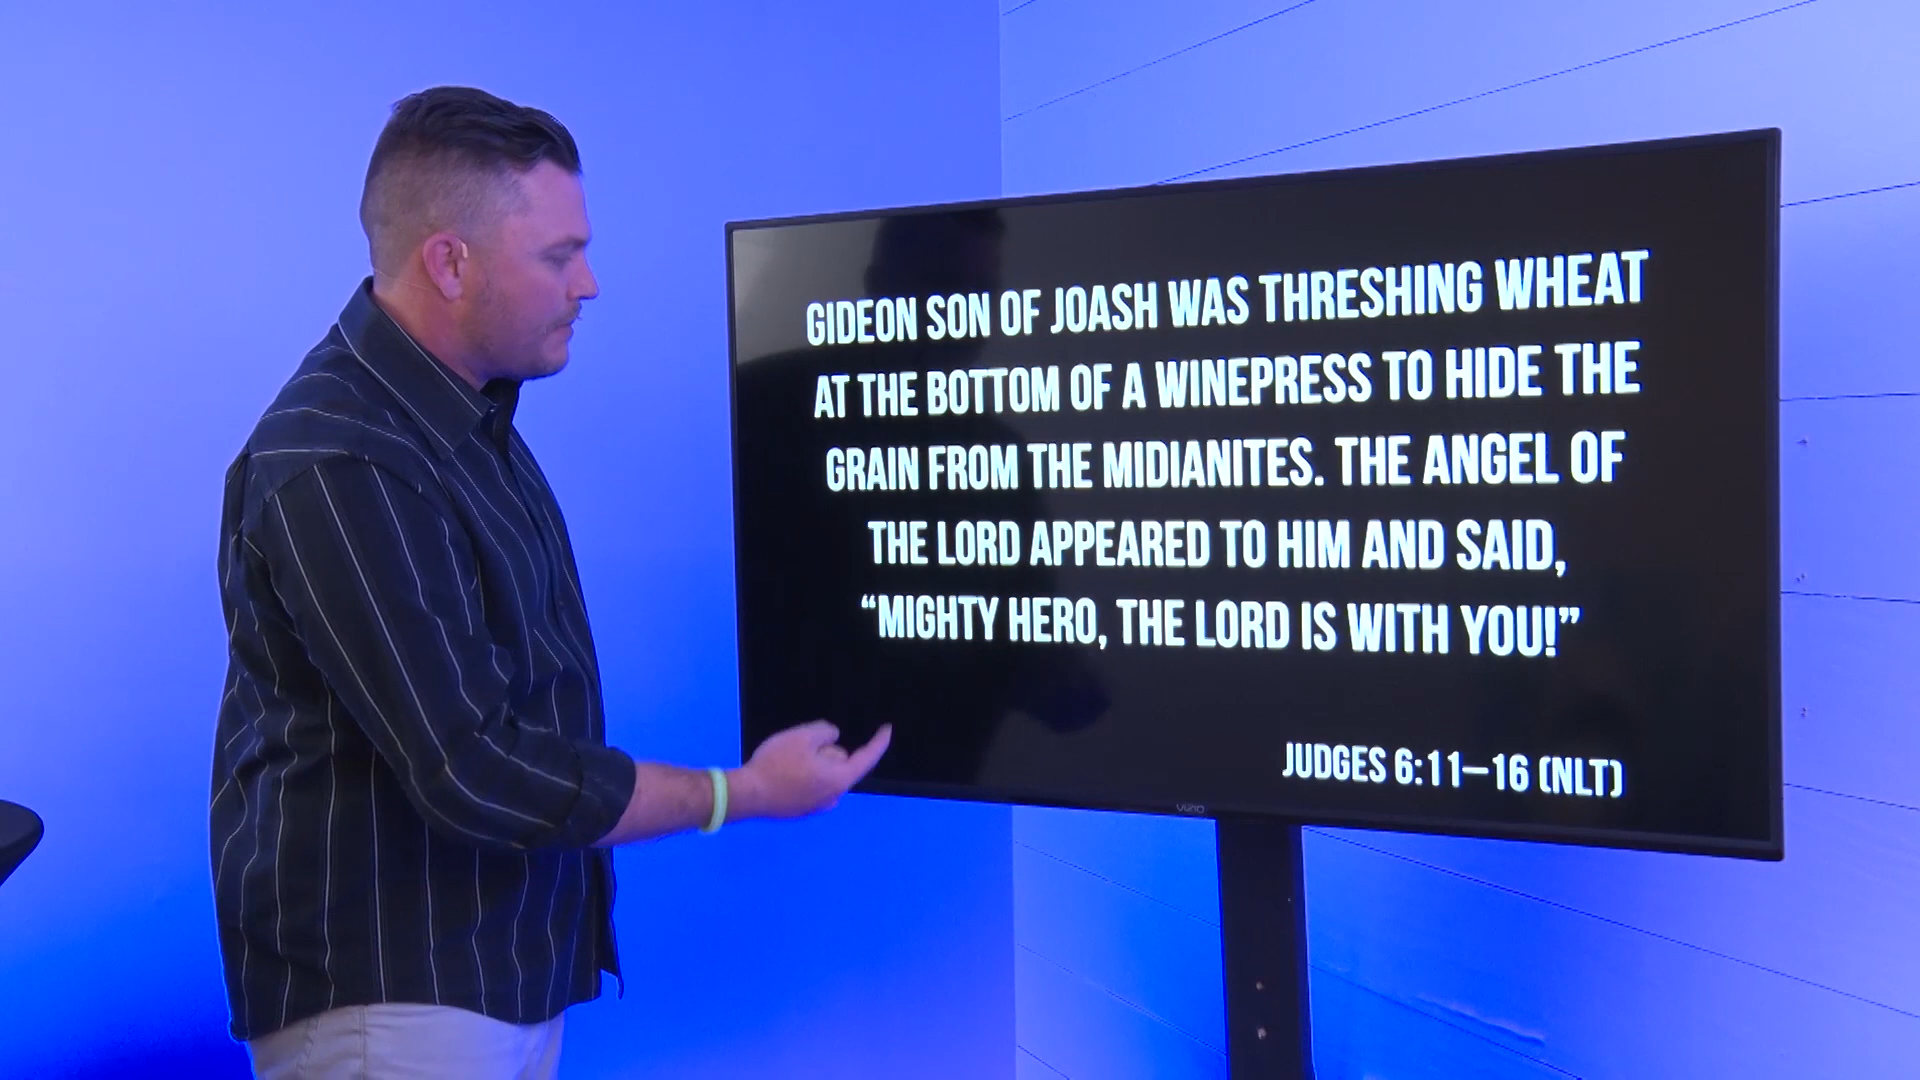 GIDEON SON OF JOASH WAS THRESHING WHEAT
AT THE BOTTOM OF A WINEPRESS TO HIDE THE
GRAIN FROM THE MIDIANITES. THE ANGEL OF
THE LORD APPEARED TO HIM AND SAID,
“MIGHTY HERO, THE LORD IS WITH YOU!”
JUDGES 6:11–16 (NLT)
VIZIO